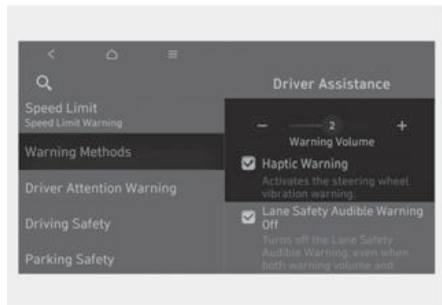 Driver Assistance
Speed Limit
Speed Limit Warning
Warning Methods
Driver Attention Warning
Driving Safety
Parking Safety
− 2 +
Warning Volume
Haptic Warning
Activates the steering wheel
vibration warning.
Lane Safety Audible Warning
Off
Turns off the Lane Safety
Audible Warning, even when
both warning volume and